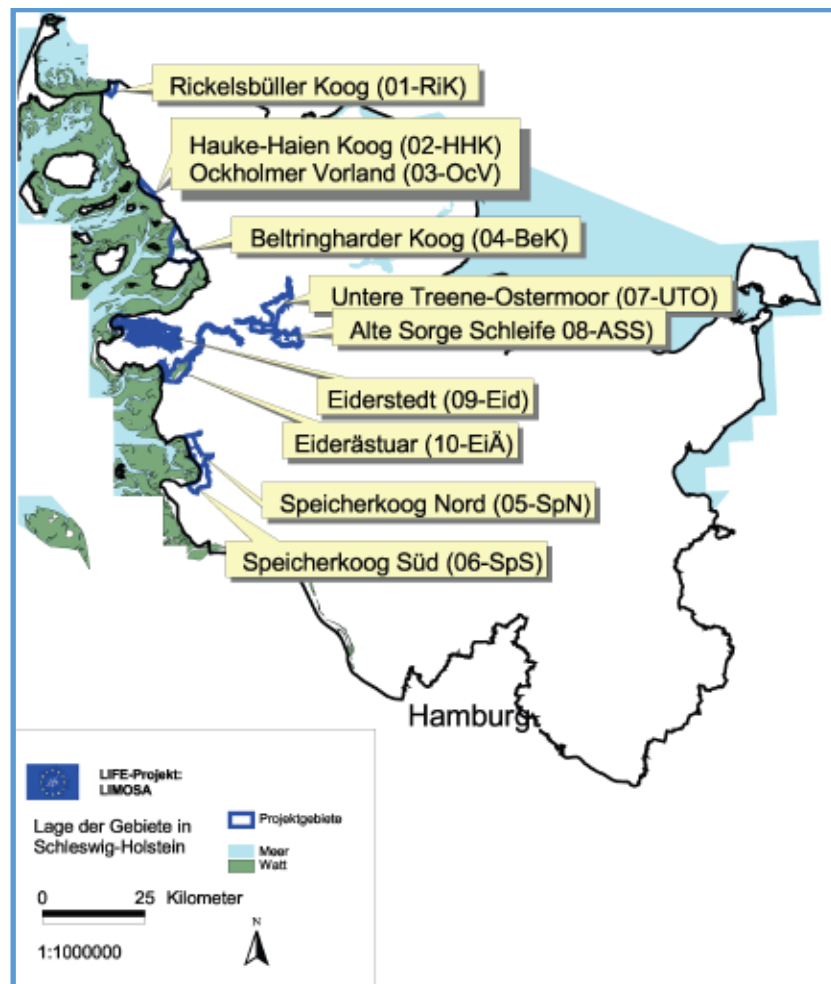 Rickelsbüller Koog (01-RiK)
Hauke-Haien Koog (02-HHK)
Ockholmer Vorland (03-OcV)
Beltringharder Koog (04-BeK)
Untere Treene-Ostermoor (07-UTO)
Alte Sorge Schleife 08-ASS)
Eiderstedt (09-Eid)
Eiderästuar (10-EiÄ)
Speicherkoog Nord (05-SpN)
Speicherkoog Süd (06-SpS)
Hamburg
LIFE-Projekt:
LIMOSA
Lage der Gebiete in
Schleswig-Holstein
Projektgebiete
Meer
Watt
0 25 Kilometer
1:1000000
N